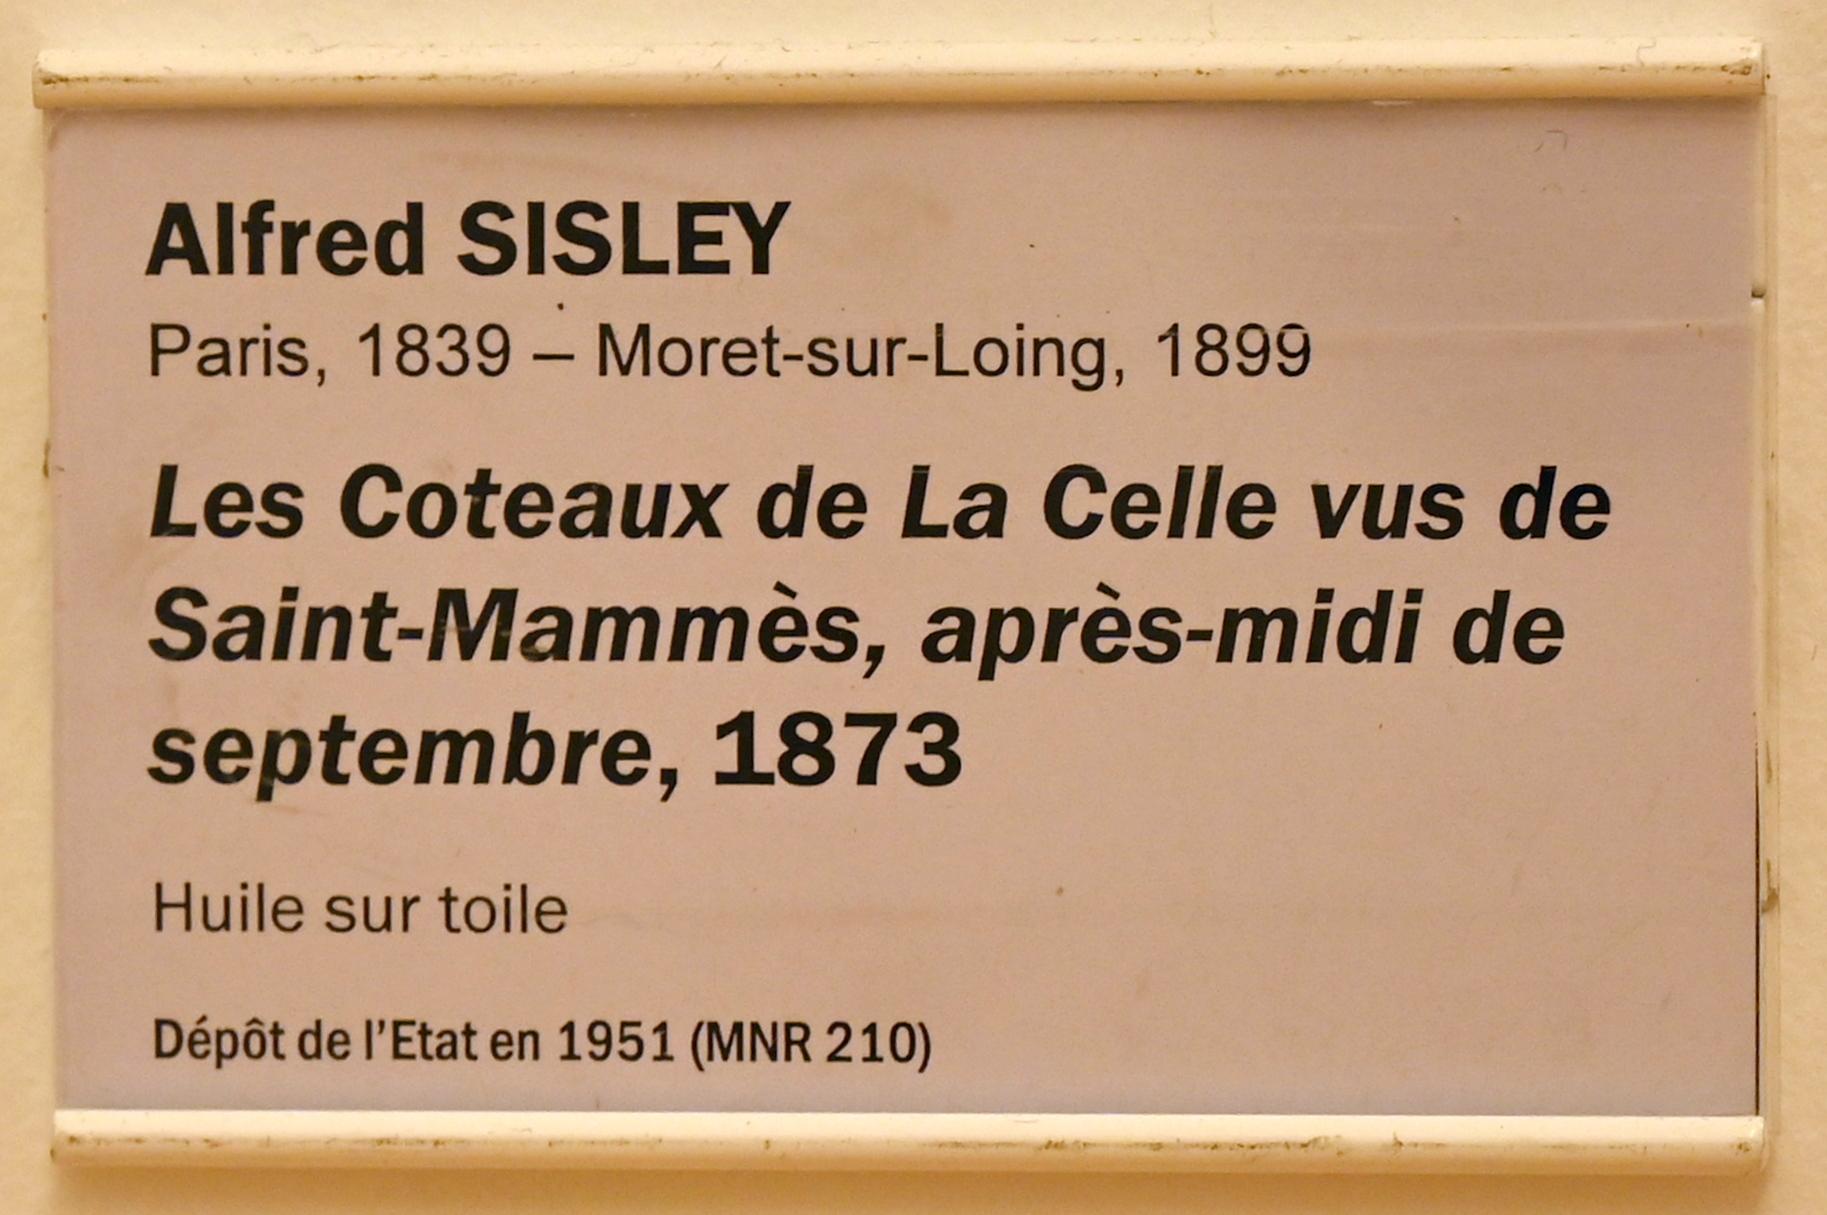 Alfred SISLEY
Paris, 1839 – Moret-sur-Loing, 1899
Les Coteaux de La Celle vus de
Saint-Mammès, après-midi de
septembre, 1873
Huile sur toile
Dépôt de l'Etat en 1951 (MNR 210)